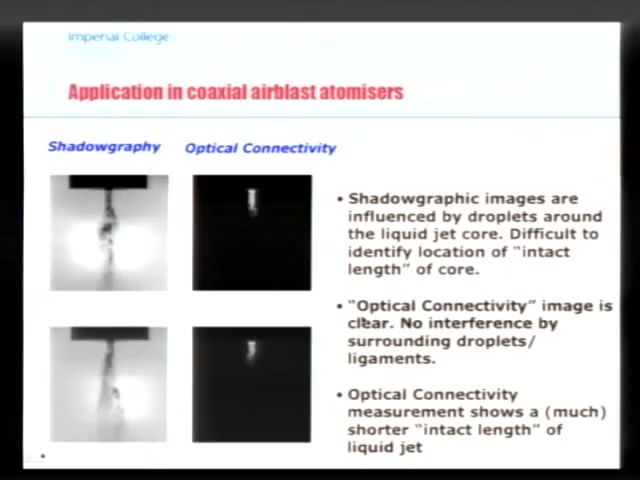 Imperial College
Application in coaxial airblast atomisers
Shadowgraphy
Optical Connectivity
• Shadowgraphic images are
influenced by droplets around
the liquid jet core. Difficult to
identify location of “intact
length” of core.
• “Optical Connectivity” image is
clear. No interference by
surrounding droplets/
ligaments.
• Optical Connectivity
measurement shows a (much)
shorter “intact length” of
liquid jet